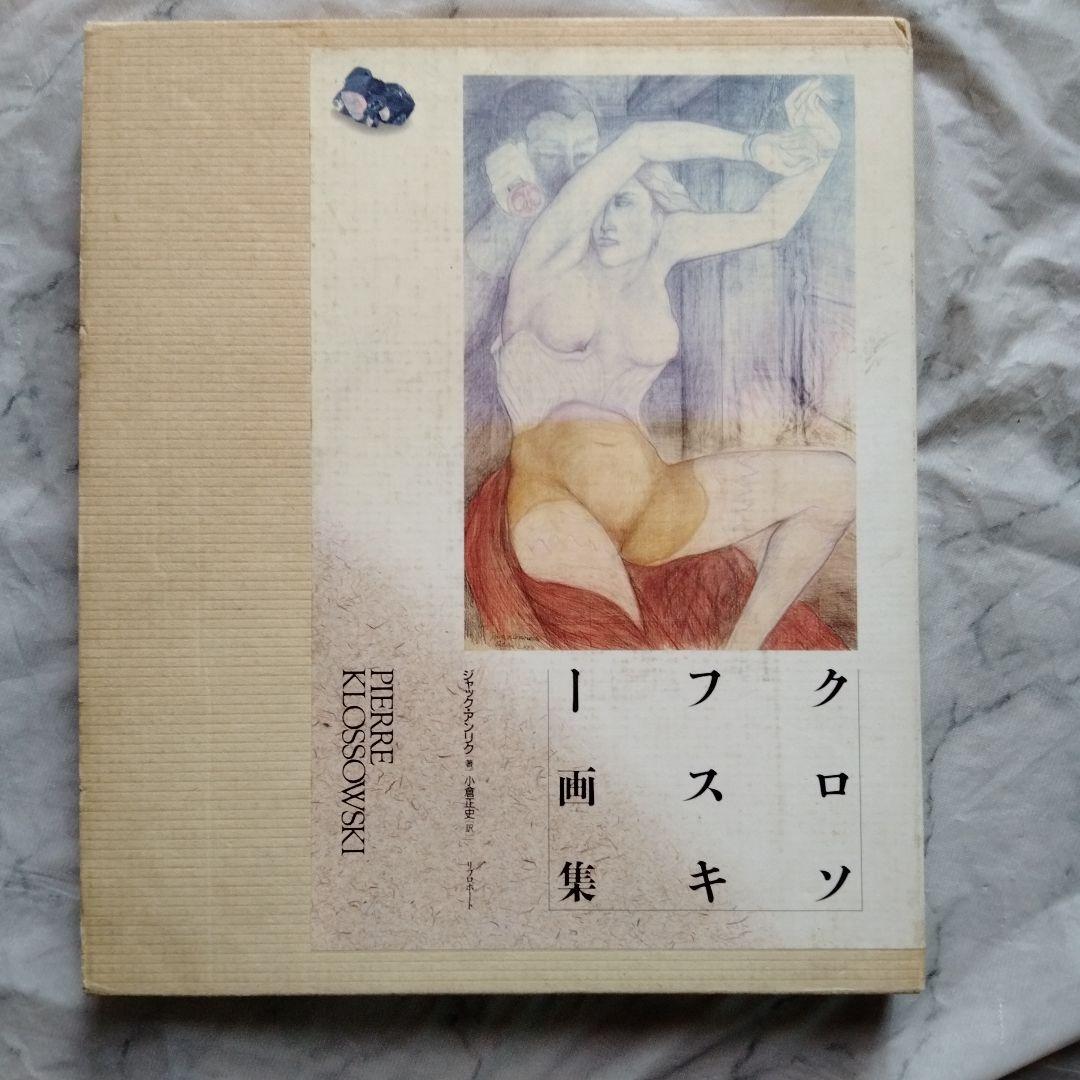 クロソ
フスキ
ー画集
ジャック・アンリク(著) 小倉正史(訳)
リブロポート
PIERRE
KLOSSOWSKI